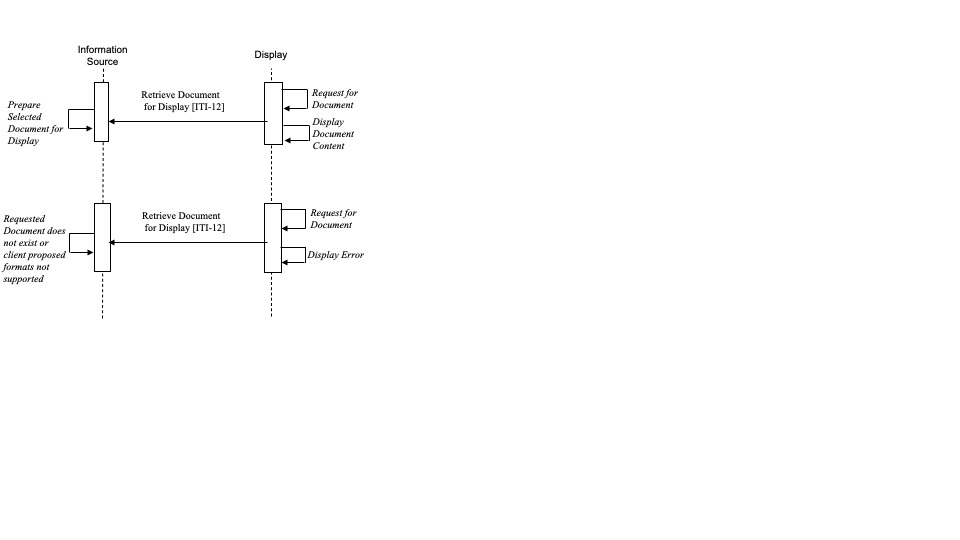 Information
Source
Display
Retrieve Document
for Display [ITI-12]
Request for
Document
Prepare
Selected
Document for
Display
Display
Document
Content
Retrieve Document
for Display [ITI-12]
Request for
Document
Requested
Document does
not exist or
client proposed
formats not
supported
Display Error